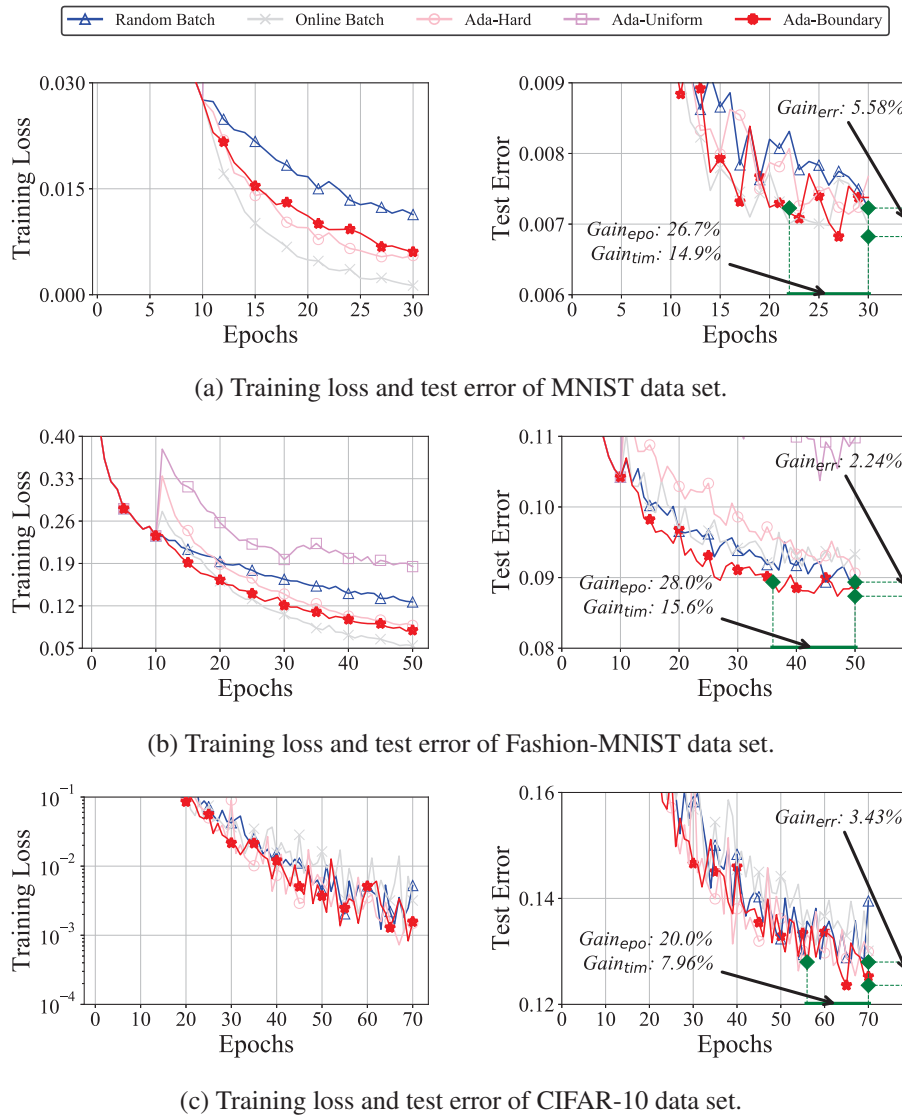 Random Batch Online Batch Ada-Hard Ada-Uniform Ada-Boundary
0.030
0.015
0.000
Training Loss
0 5 10 15 20 25 30
Epochs
0.009
0.008
0.007
0.006
Test Error
Gain_err: 5.58%
Gain_epo: 26.7%
Gain_tim: 14.9%
0 5 10 15 20 25 30
Epochs
(a) Training loss and test error of MNIST data set.
0.40
0.33
0.26
0.19
0.12
0.05
Training Loss
0 10 20 30 40 50
Epochs
0.11
0.10
0.09
0.08
Test Error
Gain_err: 2.24%
Gain_epo: 28.0%
Gain_tim: 15.6%
0 10 20 30 40 50
Epochs
(b) Training loss and test error of Fashion-MNIST data set.
10⁻¹
10⁻²
10⁻³
10⁻⁴
Training Loss
0 10 20 30 40 50 60 70
Epochs
0.16
0.14
0.12
Test Error
Gain_err: 3.43%
Gain_epo: 20.0%
Gain_tim: 7.96%
0 10 20 30 40 50 60 70
Epochs
(c) Training loss and test error of CIFAR-10 data set.